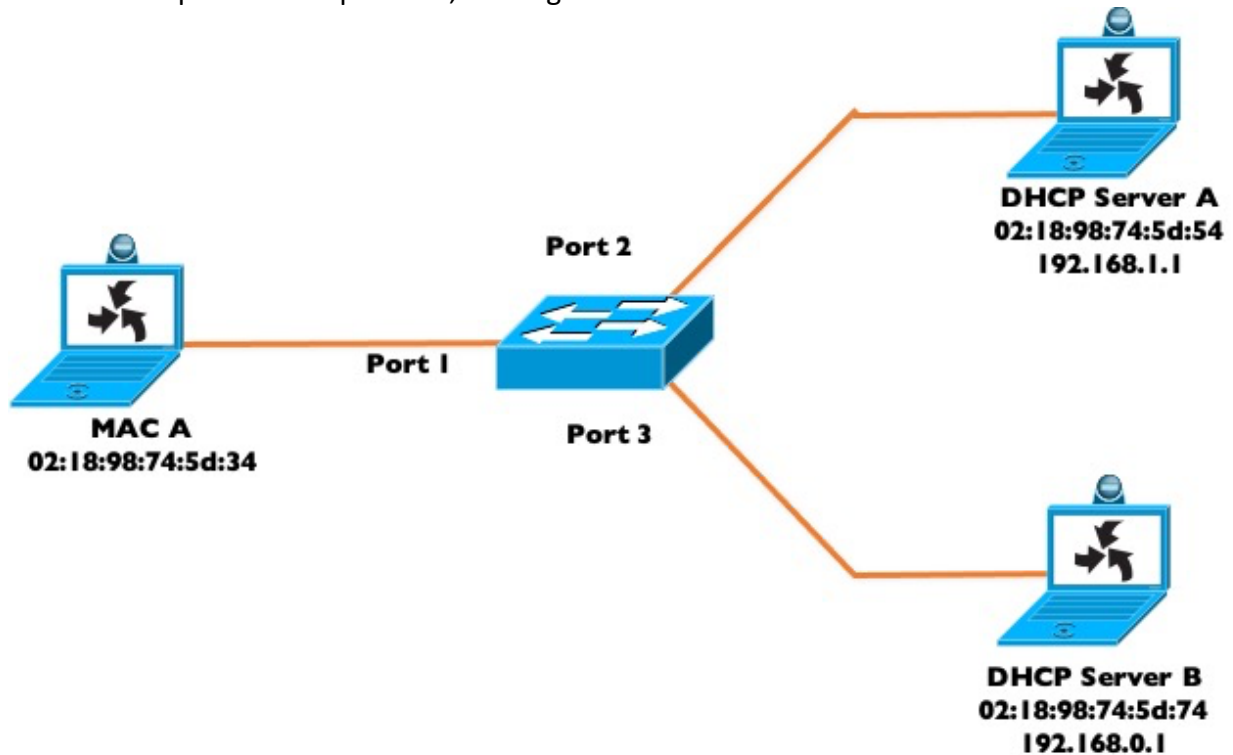 DHCP Server A
02:18:98:74:5d:54
192.168.1.1
Port 2
Port 1
MAC A
02:18:98:74:5d:34
Port 3
DHCP Server B
02:18:98:74:5d:74
192.168.0.1